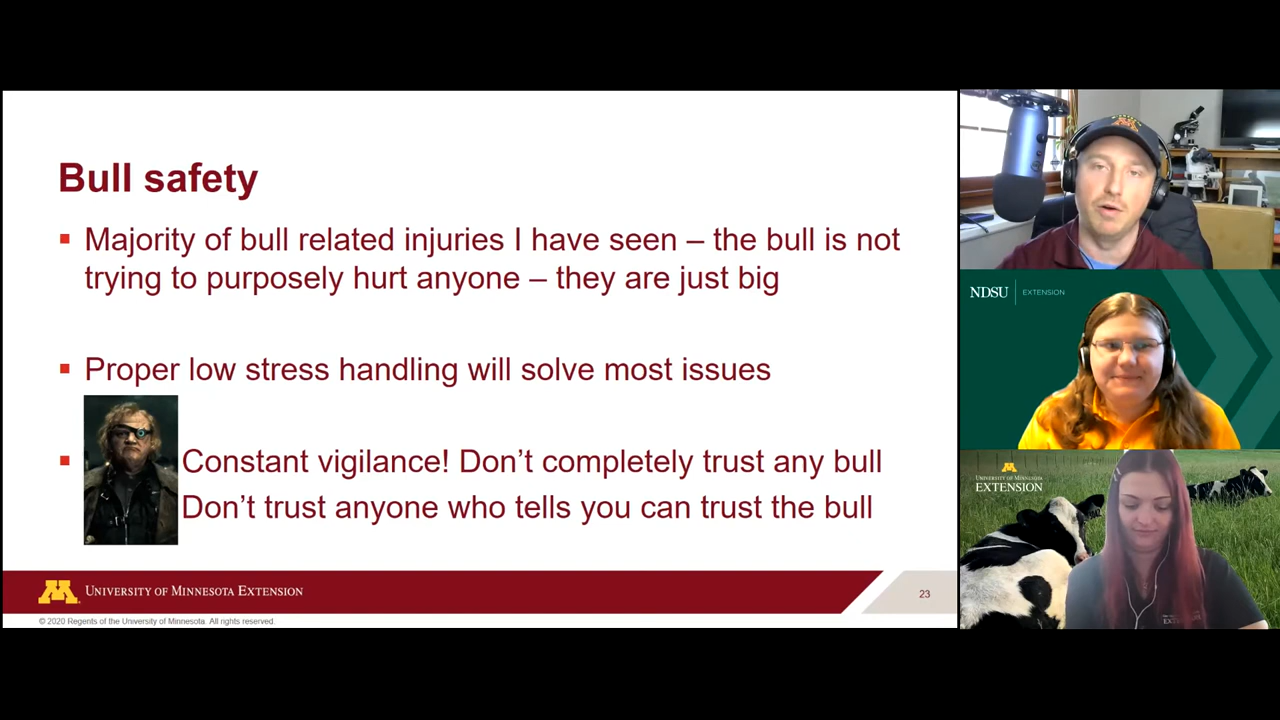 Bull safety
Majority of bull related injuries I have seen – the bull is not
trying to purposely hurt anyone – they are just big
Proper low stress handling will solve most issues
Constant vigilance! Don’t completely trust any bull
Don’t trust anyone who tells you can trust the bull
UNIVERSITY OF MINNESOTA EXTENSION
23
© 2020 Regents of the University of Minnesota All rights reserved.
NDSU EXTENSION
UNIVERSITY OF MINNESOTA
EXTENSION